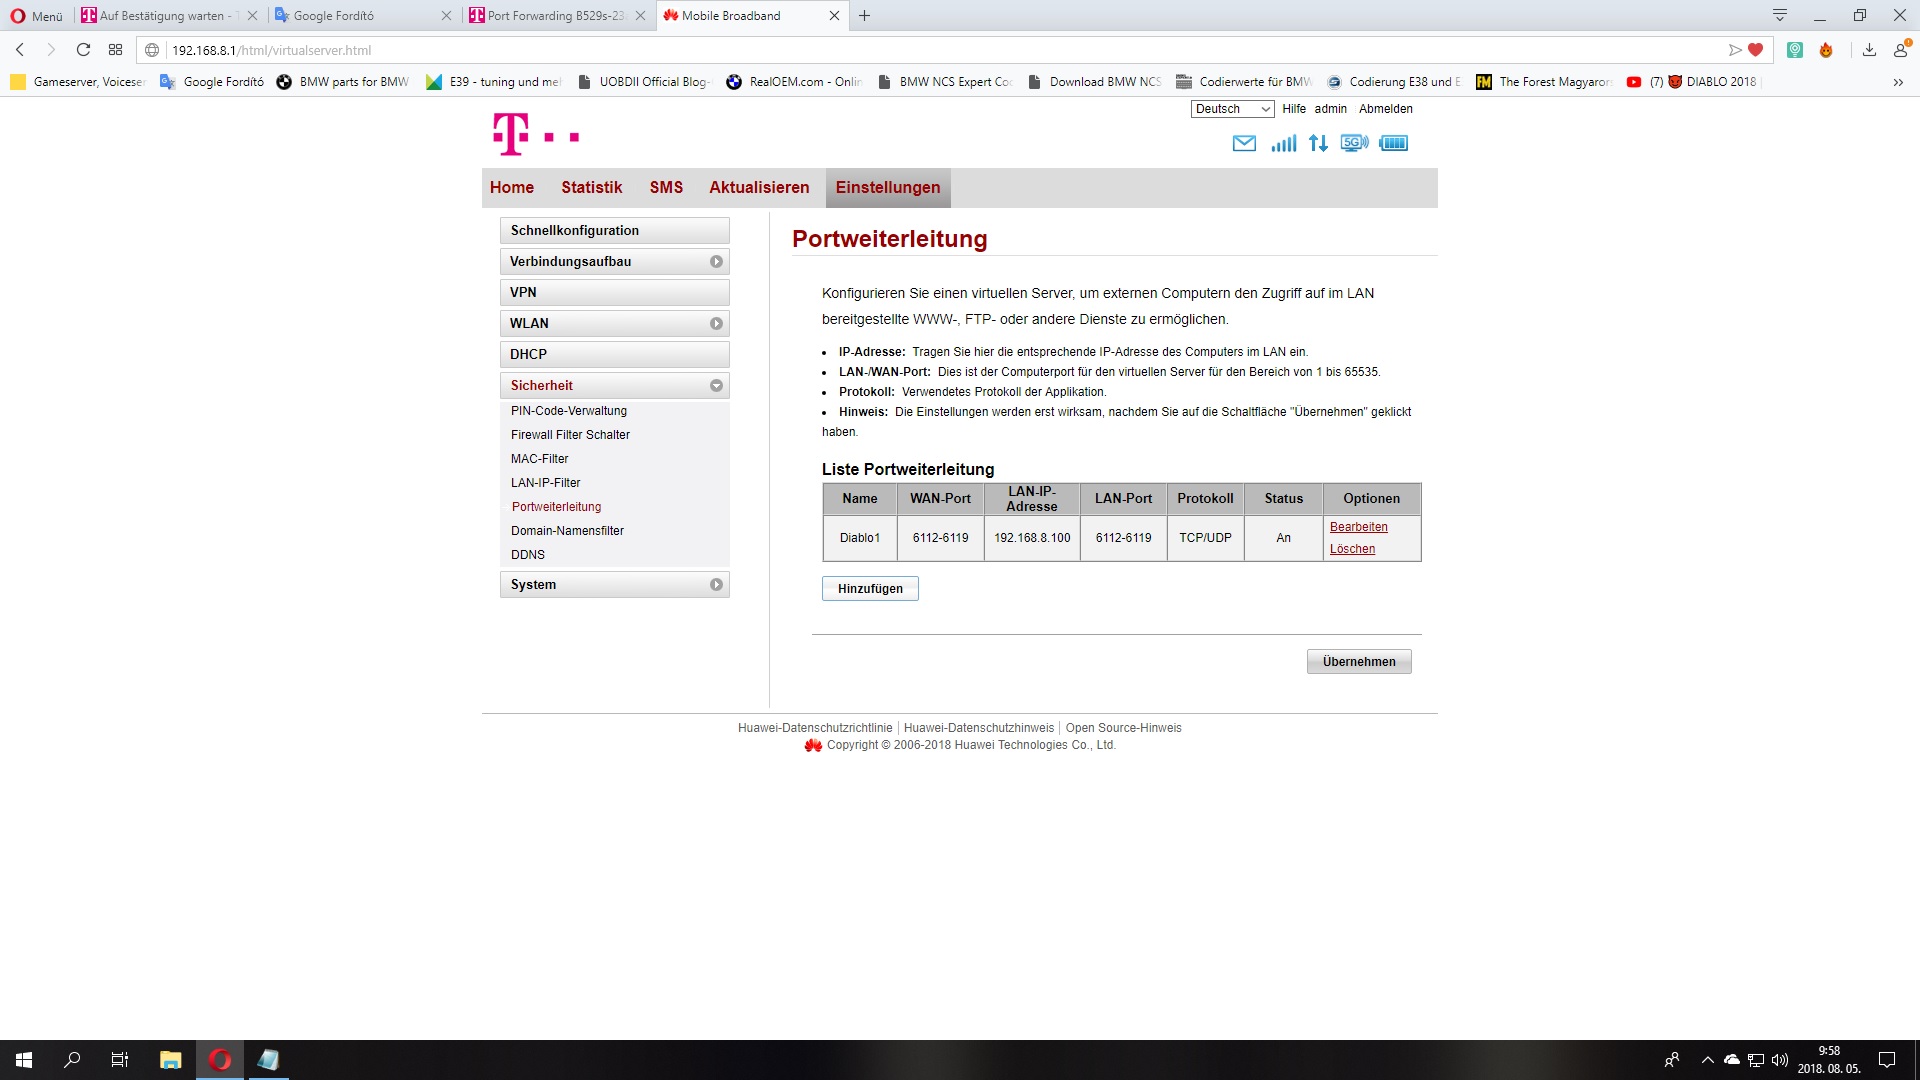 Menü
Auf Bestätigung warten -
Google Fordító
Port Forwarding B529s-23
Mobile Broadband
192.168.8.1/html/virtualserver.html
Gameserver, Voiceser
Google Fordító
BMW parts for BMW
E39 - tuning und me
UOBDII Official Blog-
RealOEM.com - Onlin
BMW NCS Expert Co
Download BMW NCS
Codierwerte für BMW
Codierung E38 und E
The Forest Magyarors
(7) DIABLO 2018
Deutsch
Hilfe
admin
Abmelden
5G
Home
Statistik
SMS
Aktualisieren
Einstellungen
Schnellkonfiguration
Verbindungsaufbau
VPN
WLAN
DHCP
Sicherheit
PIN-Code-Verwaltung
Firewall Filter Schalter
MAC-Filter
LAN-IP-Filter
Portweiterleitung
Domain-Namensfilter
DDNS
System
Portweiterleitung
Konfigurieren Sie einen virtuellen Server, um externen Computern den Zugriff auf im LAN
bereitgestellte WWW-, FTP- oder andere Dienste zu ermöglichen.
• IP-Adresse: Tragen Sie hier die entsprechende IP-Adresse des Computers im LAN ein.
• LAN-/WAN-Port: Dies ist der Computerport für den virtuellen Server für den Bereich von 1 bis 65535.
• Protokoll: Verwendetes Protokoll der Applikation.
• Hinweis: Die Einstellungen werden erst wirksam, nachdem Sie auf die Schaltfläche "Übernehmen" geklickt
haben.
Liste Portweiterleitung
Name WAN-Port LAN-IP-Adresse LAN-Port Protokoll Status Optionen
Diablo1 6112-6119 192.168.8.100 6112-6119 TCP/UDP An Bearbeiten
Löschen
Hinzufügen
Übernehmen
Huawei-Datenschutzrichtlinie | Huawei-Datenschutzhinweis | Open Source-Hinweis
Copyright © 2006-2018 Huawei Technologies Co., Ltd.
9:58
2018. 08. 05.